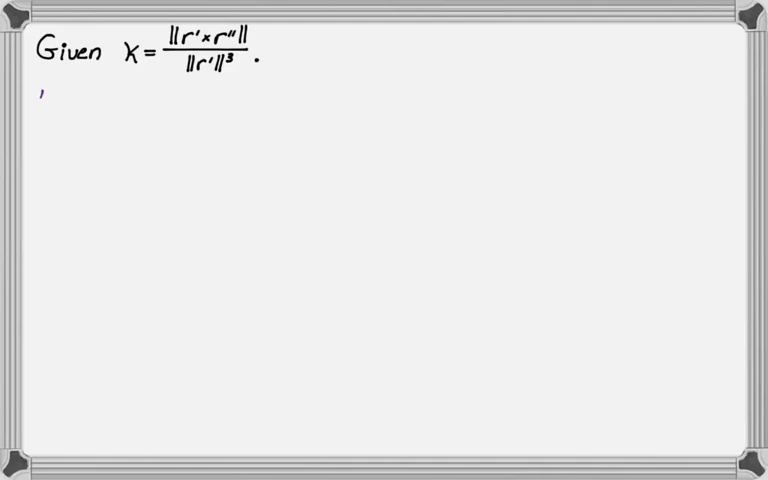 Given κ = ||r' × r''|| / ||r'||³ .